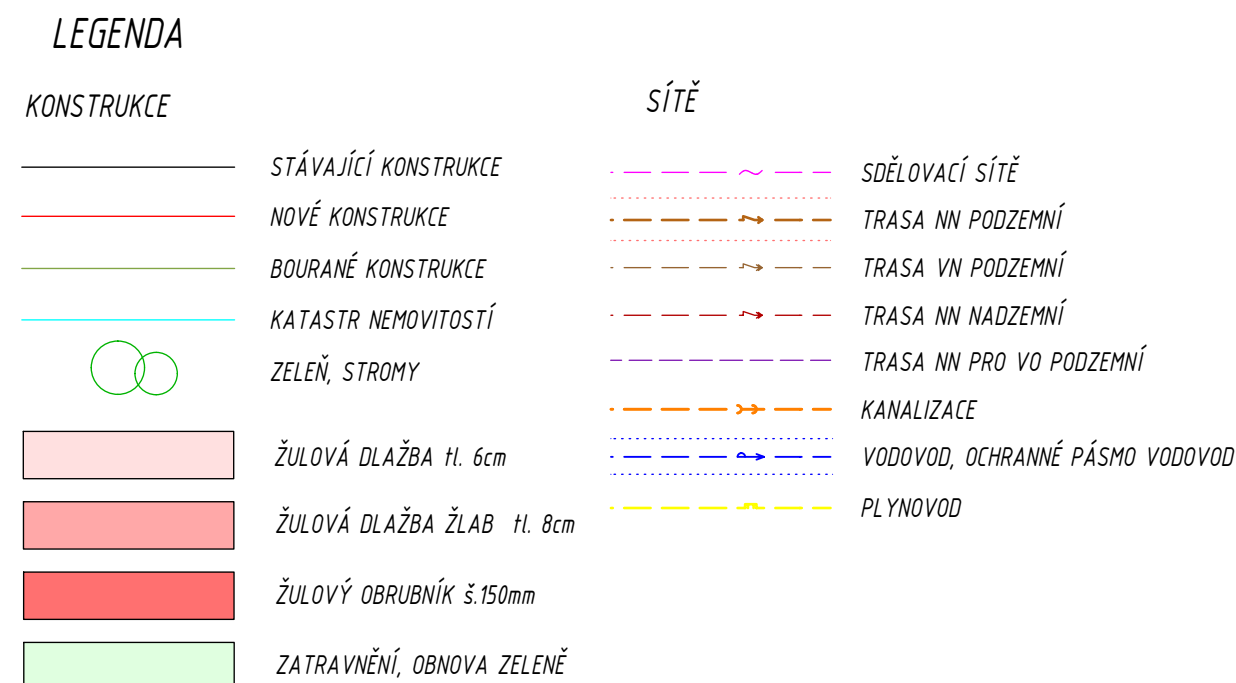 LEGENDA
KONSTRUKCE
STÁVAJÍCÍ KONSTRUKCE
NOVÉ KONSTRUKCE
BOURANÉ KONSTRUKCE
KATASTR NEMOVITOSTÍ
ZELEŇ, STROMY
ŽULOVÁ DLAŽBA tl. 6cm
ŽULOVÁ DLAŽBA ŽLAB tl. 8cm
ŽULOVÝ OBRUBNÍK š.150mm
ZATRAVNĚNÍ, OBNOVA ZELENĚ
SÍTĚ
SDĚLOVACÍ SÍTĚ
TRASA NN PODZEMNÍ
TRASA VN PODZEMNÍ
TRASA NN NADZEMNÍ
TRASA NN PRO VO PODZEMNÍ
KANALIZACE
VODOVOD, OCHRANNÉ PÁSMO VODOVOD
PLYNOVOD